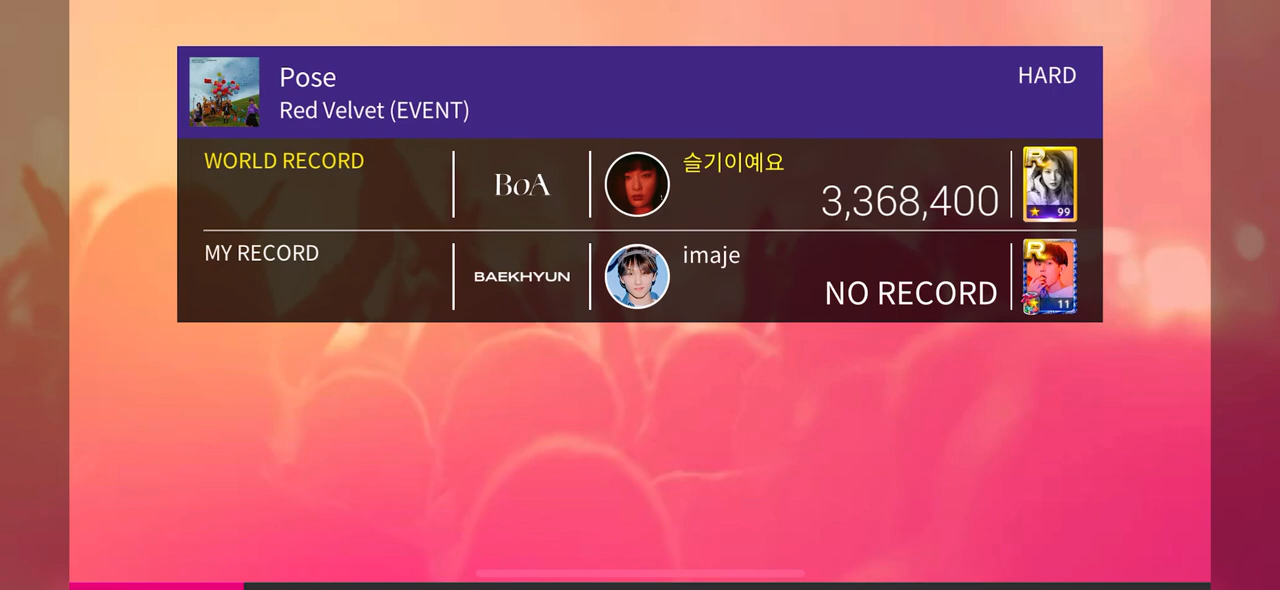 Pose
HARD
Red Velvet (EVENT)
WORLD RECORD
BoA
슬기이예요
3,368,400
R
99
MY RECORD
BAEKHYUN
imaje
NO RECORD
R
11